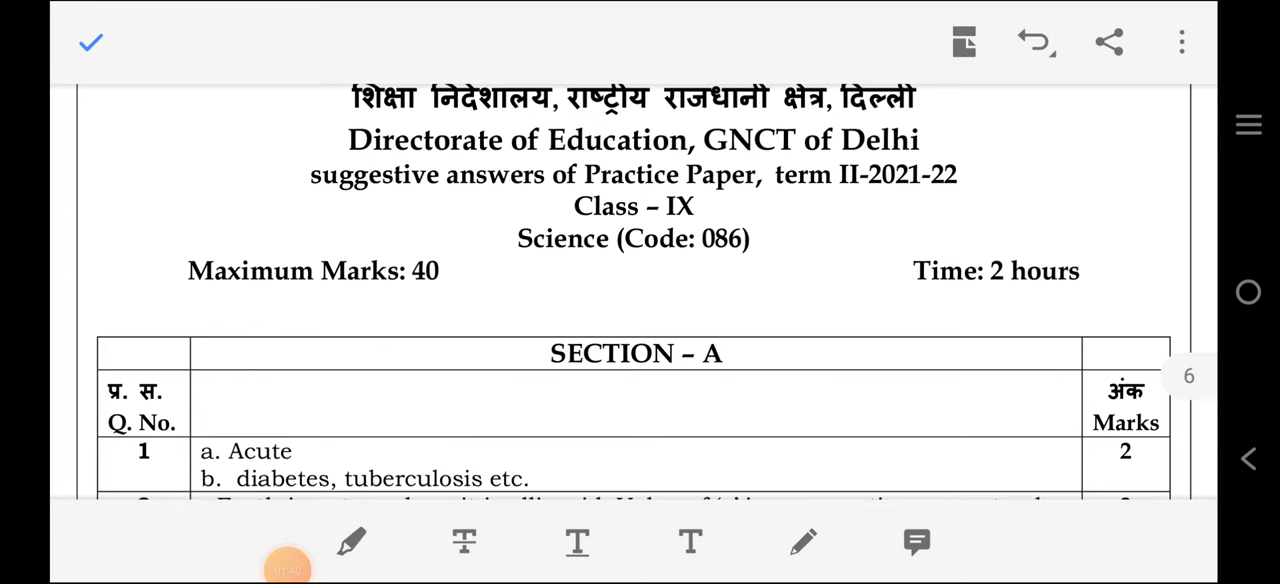 शिक्षा निदेशालय, राष्ट्रीय राजधानी क्षेत्र, दिल्ली
Directorate of Education, GNCT of Delhi
suggestive answers of Practice Paper, term II-2021-22
Class – IX
Science (Code: 086)
Maximum Marks: 40 Time: 2 hours
SECTION – A
6
प्र. स. अंक
Q. No. Marks
1 a. Acute 2
b. diabetes, tuberculosis etc.
01:40